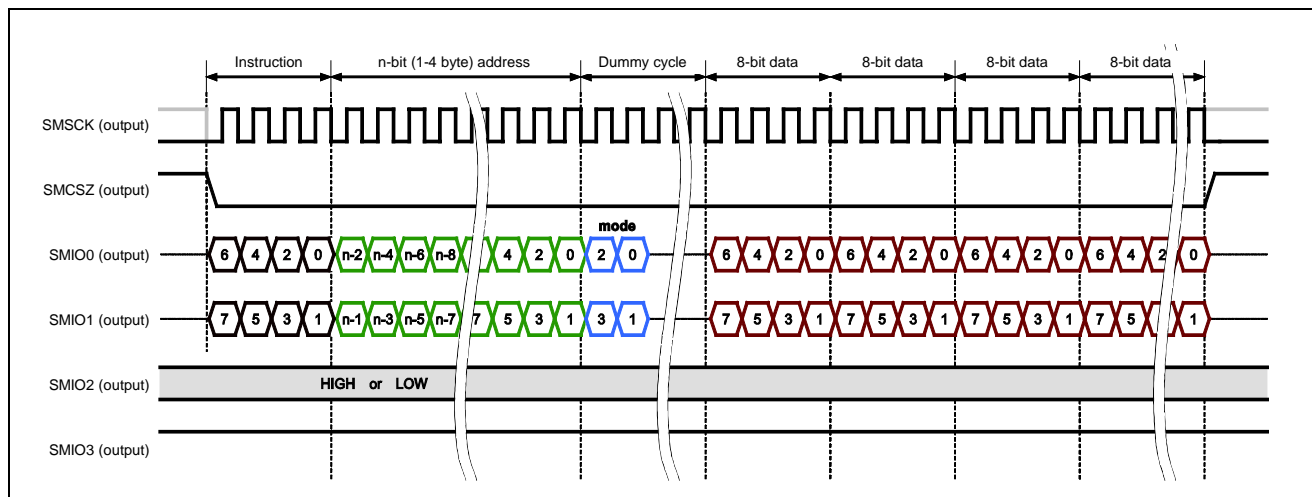 Instruction n-bit (1-4 byte) address Dummy cycle 8-bit data 8-bit data 8-bit data 8-bit data
SMSCK (output)
SMCSZ (output)
mode
SMIO0 (output) 6 4 2 0 n-2 n-4 n-6 n-8 4 2 0 2 0 6 4 2 0 6 4 2 0 6 4 2 0 6 4 2 0
SMIO1 (output) 7 5 3 1 n-1 n-3 n-5 n-7 7 5 3 1 3 1 7 5 3 1 7 5 3 1 7 5 3 1 7 5 1
SMIO2 (output) HIGH or LOW
SMIO3 (output)